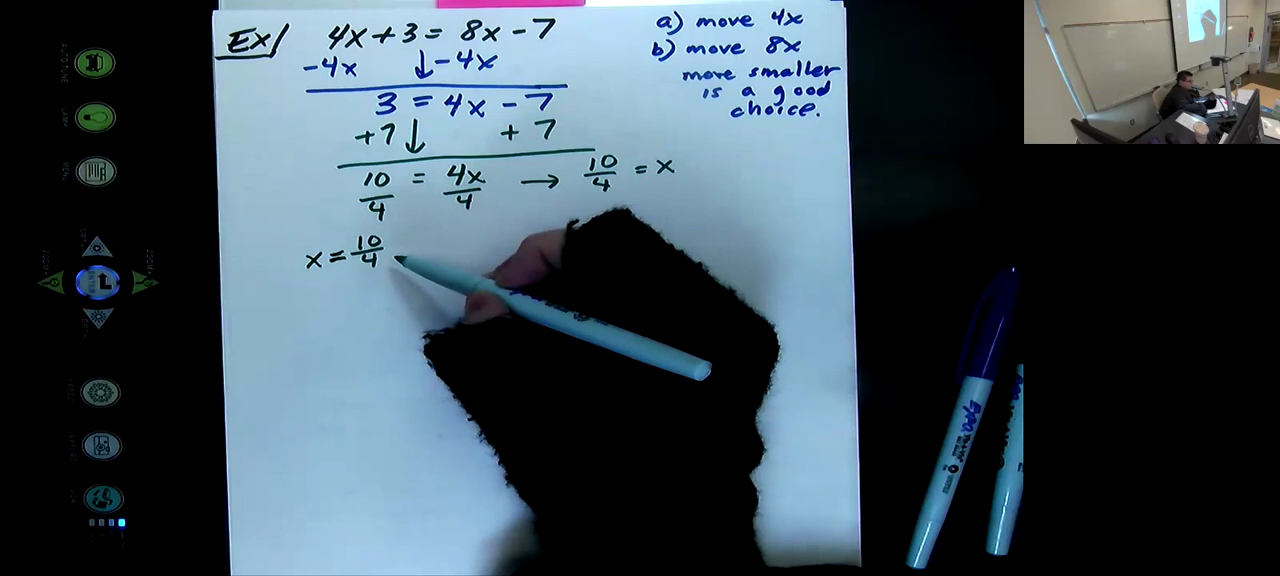 Ex/ 4x + 3 = 8x - 7
-4x ↓ -4x
3 = 4x - 7
+7 ↓ + 7
10/4 = 4x/4 → 10/4 = x
x = 10/4
a) move 4x
b) move 8x
move smaller
is a good
choice.
EXPO